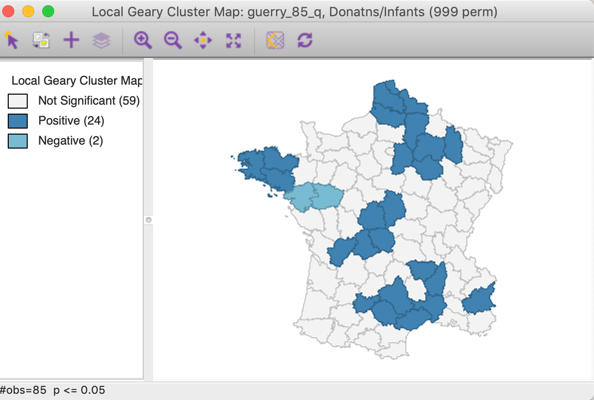 Local Geary Cluster Map: guerry_85_q, Donatns/Infants (999 perm)
Local Geary Cluster Map
Not Significant (59)
Positive (24)
Negative (2)
#obs=85 p <= 0.05